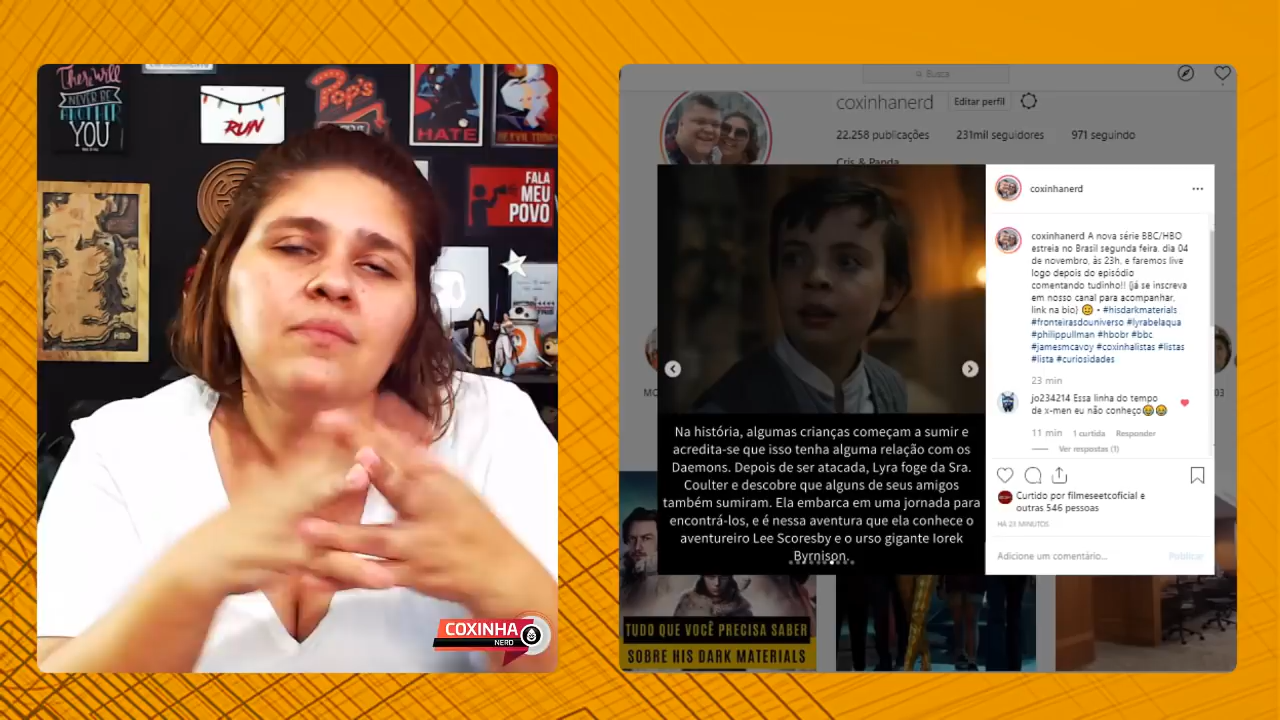 There will
NEVER BE
ANOTHER
YOU
RUN
Pop's
HATE
FALA
MEU
POVO
HBO
COXINHA
NERD
Busca
coxinhanerd
Editar perfil
22.258 publicações
231mil seguidores
971 seguindo
Cris & Panda
coxinhanerd
coxinhanerd A nova série BBC/HBO
estreia no Brasil segunda feira, dia 04
de novembro, às 23h, e faremos live
logo depois do episódio
comentando tudinho!! (já se inscreva
em nosso canal para acompanhar,
link na bio) 🙂 • #hisdarkmaterials
#fronteirasdouniverso #lyrabelaqua
#philippullman #hbobr #bbc
#jamesmcavoy #coxinhalistas #listas
#lista #curiosidades
23 min
jo234214 Essa linha do tempo
de x-men eu não conheço😂😂
11 min 1 curtida Responder
Ver respostas (1)
Curtido por filmeseetcoficial e
outras 546 pessoas
HÁ 23 MINUTOS
Adicione um comentário...
Publicar
Na história, algumas crianças começam a sumir e
acredita-se que isso tenha alguma relação com os
Daemons. Depois de ser atacada, Lyra foge da Sra.
Coulter e descobre que alguns de seus amigos
também sumiram. Ela embarca em uma jornada para
encontrá-los, e é nessa aventura que ela conhece o
aventureiro Lee Scoresby e o urso gigante Iorek
Byrnison.
TUDO QUE VOCÊ PRECISA SABER
SOBRE HIS DARK MATERIALS